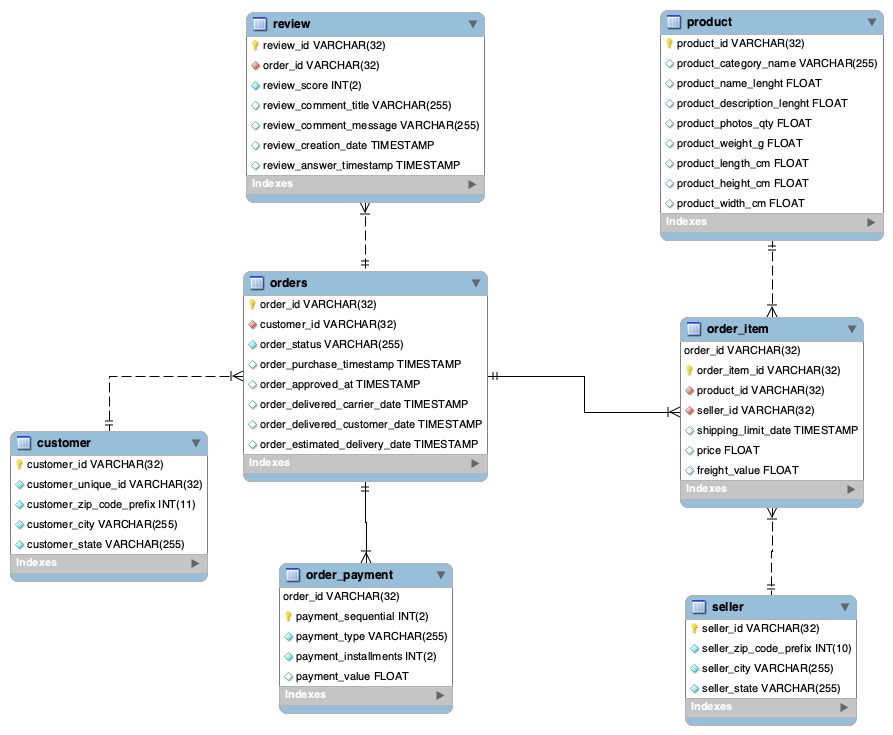 review
review_id VARCHAR(32)
order_id VARCHAR(32)
review_score INT(2)
review_comment_title VARCHAR(255)
review_comment_message VARCHAR(255)
review_creation_date TIMESTAMP
review_answer_timestamp TIMESTAMP
Indexes
product
product_id VARCHAR(32)
product_category_name VARCHAR(255)
product_name_lenght FLOAT
product_description_lenght FLOAT
product_photos_qty FLOAT
product_weight_g FLOAT
product_length_cm FLOAT
product_height_cm FLOAT
product_width_cm FLOAT
Indexes
orders
order_id VARCHAR(32)
customer_id VARCHAR(32)
order_status VARCHAR(255)
order_purchase_timestamp TIMESTAMP
order_approved_at TIMESTAMP
order_delivered_carrier_date TIMESTAMP
order_delivered_customer_date TIMESTAMP
order_estimated_delivery_date TIMESTAMP
Indexes
order_item
order_id VARCHAR(32)
order_item_id VARCHAR(32)
product_id VARCHAR(32)
seller_id VARCHAR(32)
shipping_limit_date TIMESTAMP
price FLOAT
freight_value FLOAT
Indexes
customer
customer_id VARCHAR(32)
customer_unique_id VARCHAR(32)
customer_zip_code_prefix INT(11)
customer_city VARCHAR(255)
customer_state VARCHAR(255)
Indexes
order_payment
order_id VARCHAR(32)
payment_sequential INT(2)
payment_type VARCHAR(255)
payment_installments INT(2)
payment_value FLOAT
Indexes
seller
seller_id VARCHAR(32)
seller_zip_code_prefix INT(10)
seller_city VARCHAR(255)
seller_state VARCHAR(255)
Indexes